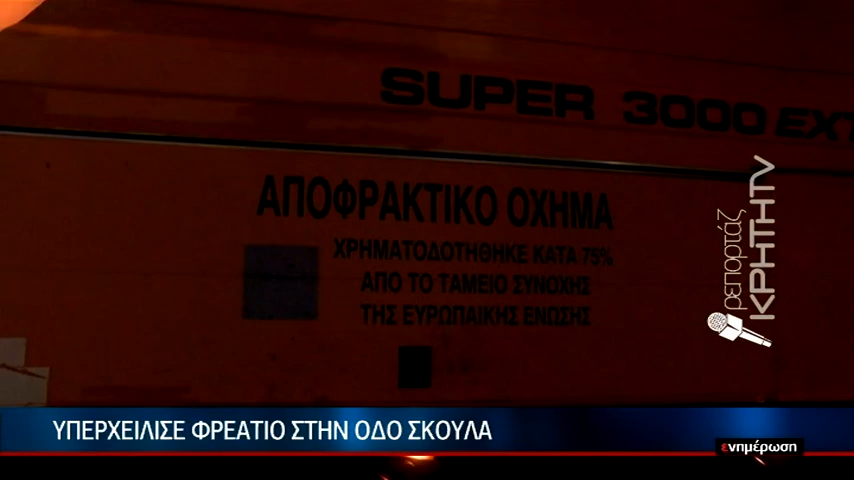 SUPER 3000 EXT
ΑΠΟΦΡΑΚΤΙΚΟ ΟΧΗΜΑ
ΧΡΗΜΑΤΟΔΟΤΗΘΗΚΕ ΚΑΤΑ 75%
ΑΠΟ ΤΟ ΤΑΜΕΙΟ ΣΥΝΟΧΗΣ
ΤΗΣ ΕΥΡΩΠΑΙΚΗΣ ΕΝΩΣΗΣ
ρεπορτάζ
ΚΡΗΤΗTV
ΥΠΕΡΧΕΙΛΙΣΕ ΦΡΕΑΤΙΟ ΣΤΗΝ ΟΔΟ ΣΚΟΥΛΑ
ενημέρωση